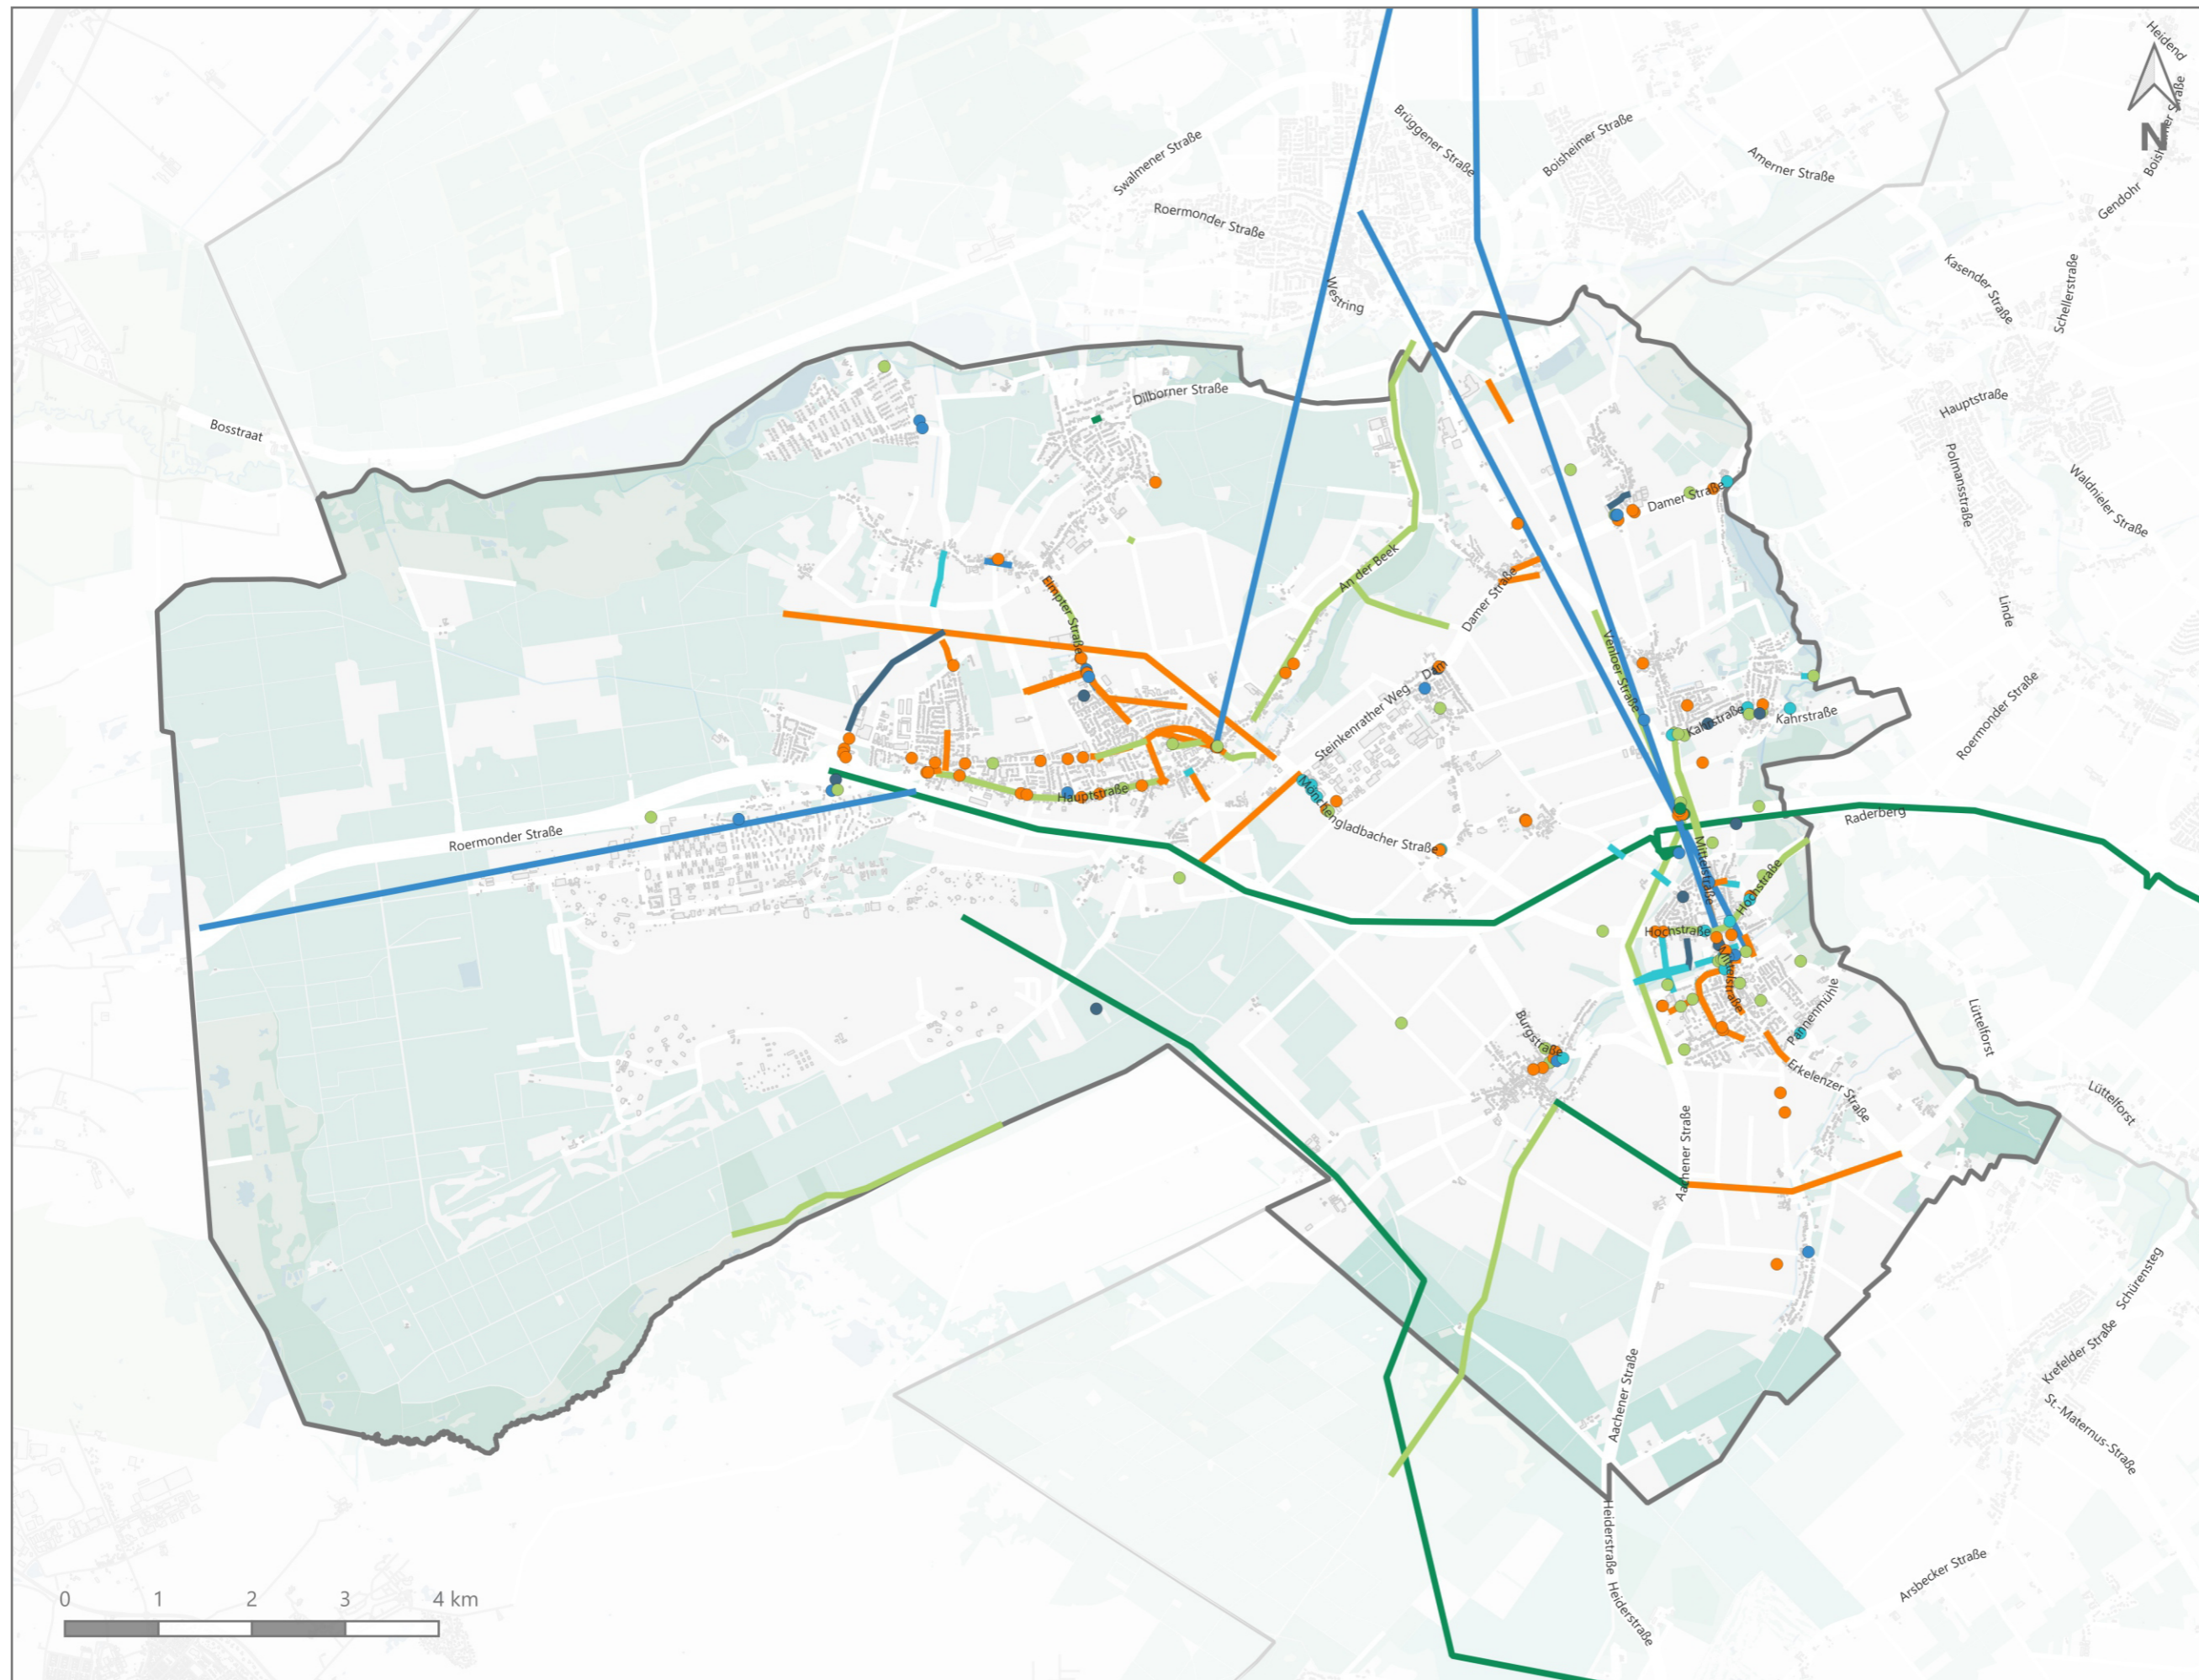 Heidend
Boisheimer Straße
N
Brüggener Straße
Boisheimer Straße
Swalmener Straße
Amerner Straße
Gendohr
Roermonder Straße
Kasender Straße
Schellerstraße
Westring
Dilborner Straße
Hauptstraße
Bosstraat
Polmansstraße
Waldnieler Straße
Damer Straße
An der Beek
Elmpter Straße
Damer Straße
Linde
Venloer Straße
Dam
Steinkenrather Weg
Kahrstraße
Kahrstraße
Roermonder Straße
Hauptstraße
Mönchengladbacher Straße
Raderberg
Roermonder Straße
Mittelstraße
Hochstraße
Hochstraße
Mittelstraße
Pannenmühle
Lüttelforst
Burgstraße
Erkelenzer Straße
Lüttelforst
Aachener Straße
Schürensteg
Krefelder Straße
Aachener Straße
St.-Maternus-Straße
Heiderstraße
Heiderstraße
Arsbecker Straße
0 1 2 3 4 km